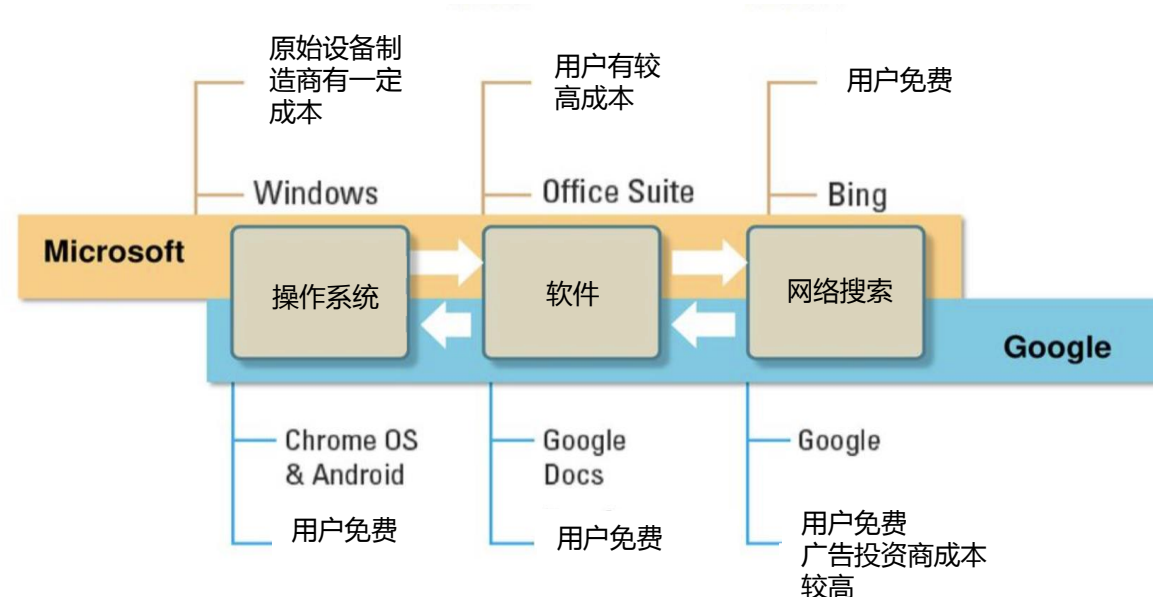 原始设备制
造商有一定
成本
用户有较
高成本
用户免费
Windows
Office Suite
Bing
Microsoft
操作系统
软件
网络搜索
Google
Chrome OS
& Android
Google
Docs
Google
用户免费
用户免费
用户免费
广告投资商成本
较高